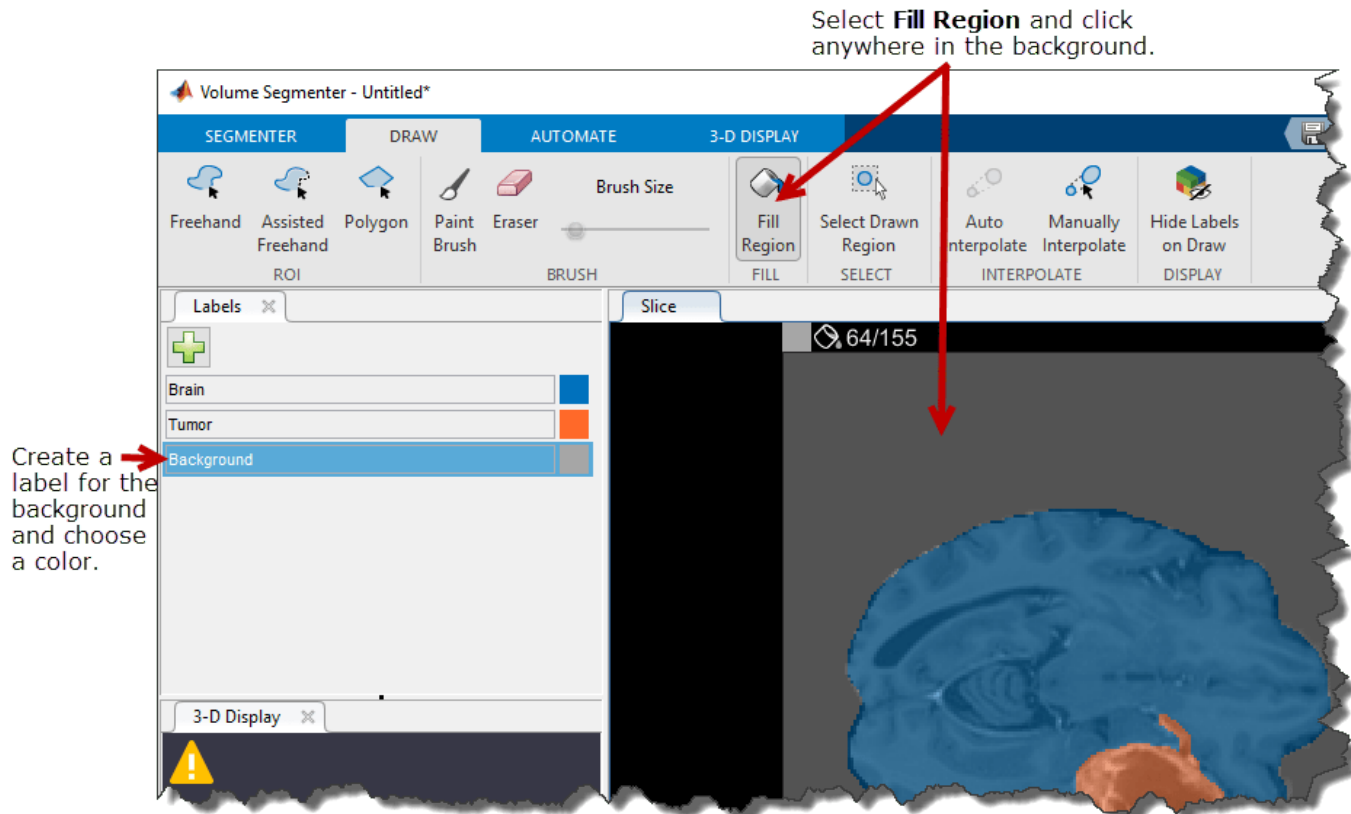 Select Fill Region and click
anywhere in the background.
Volume Segmenter - Untitled*
SEGMENTER DRAW AUTOMATE 3-D DISPLAY
Freehand
Assisted
Freehand
Polygon
Paint
Brush
Eraser
Brush Size
Fill
Region
Select Drawn
Region
Auto
Interpolate
Manually
Interpolate
Hide Labels
on Draw
ROI BRUSH FILL SELECT INTERPOLATE DISPLAY
Labels
Slice
64/155
Brain
Tumor
Background
Create a
label for the
background
and choose
a color.
3-D Display